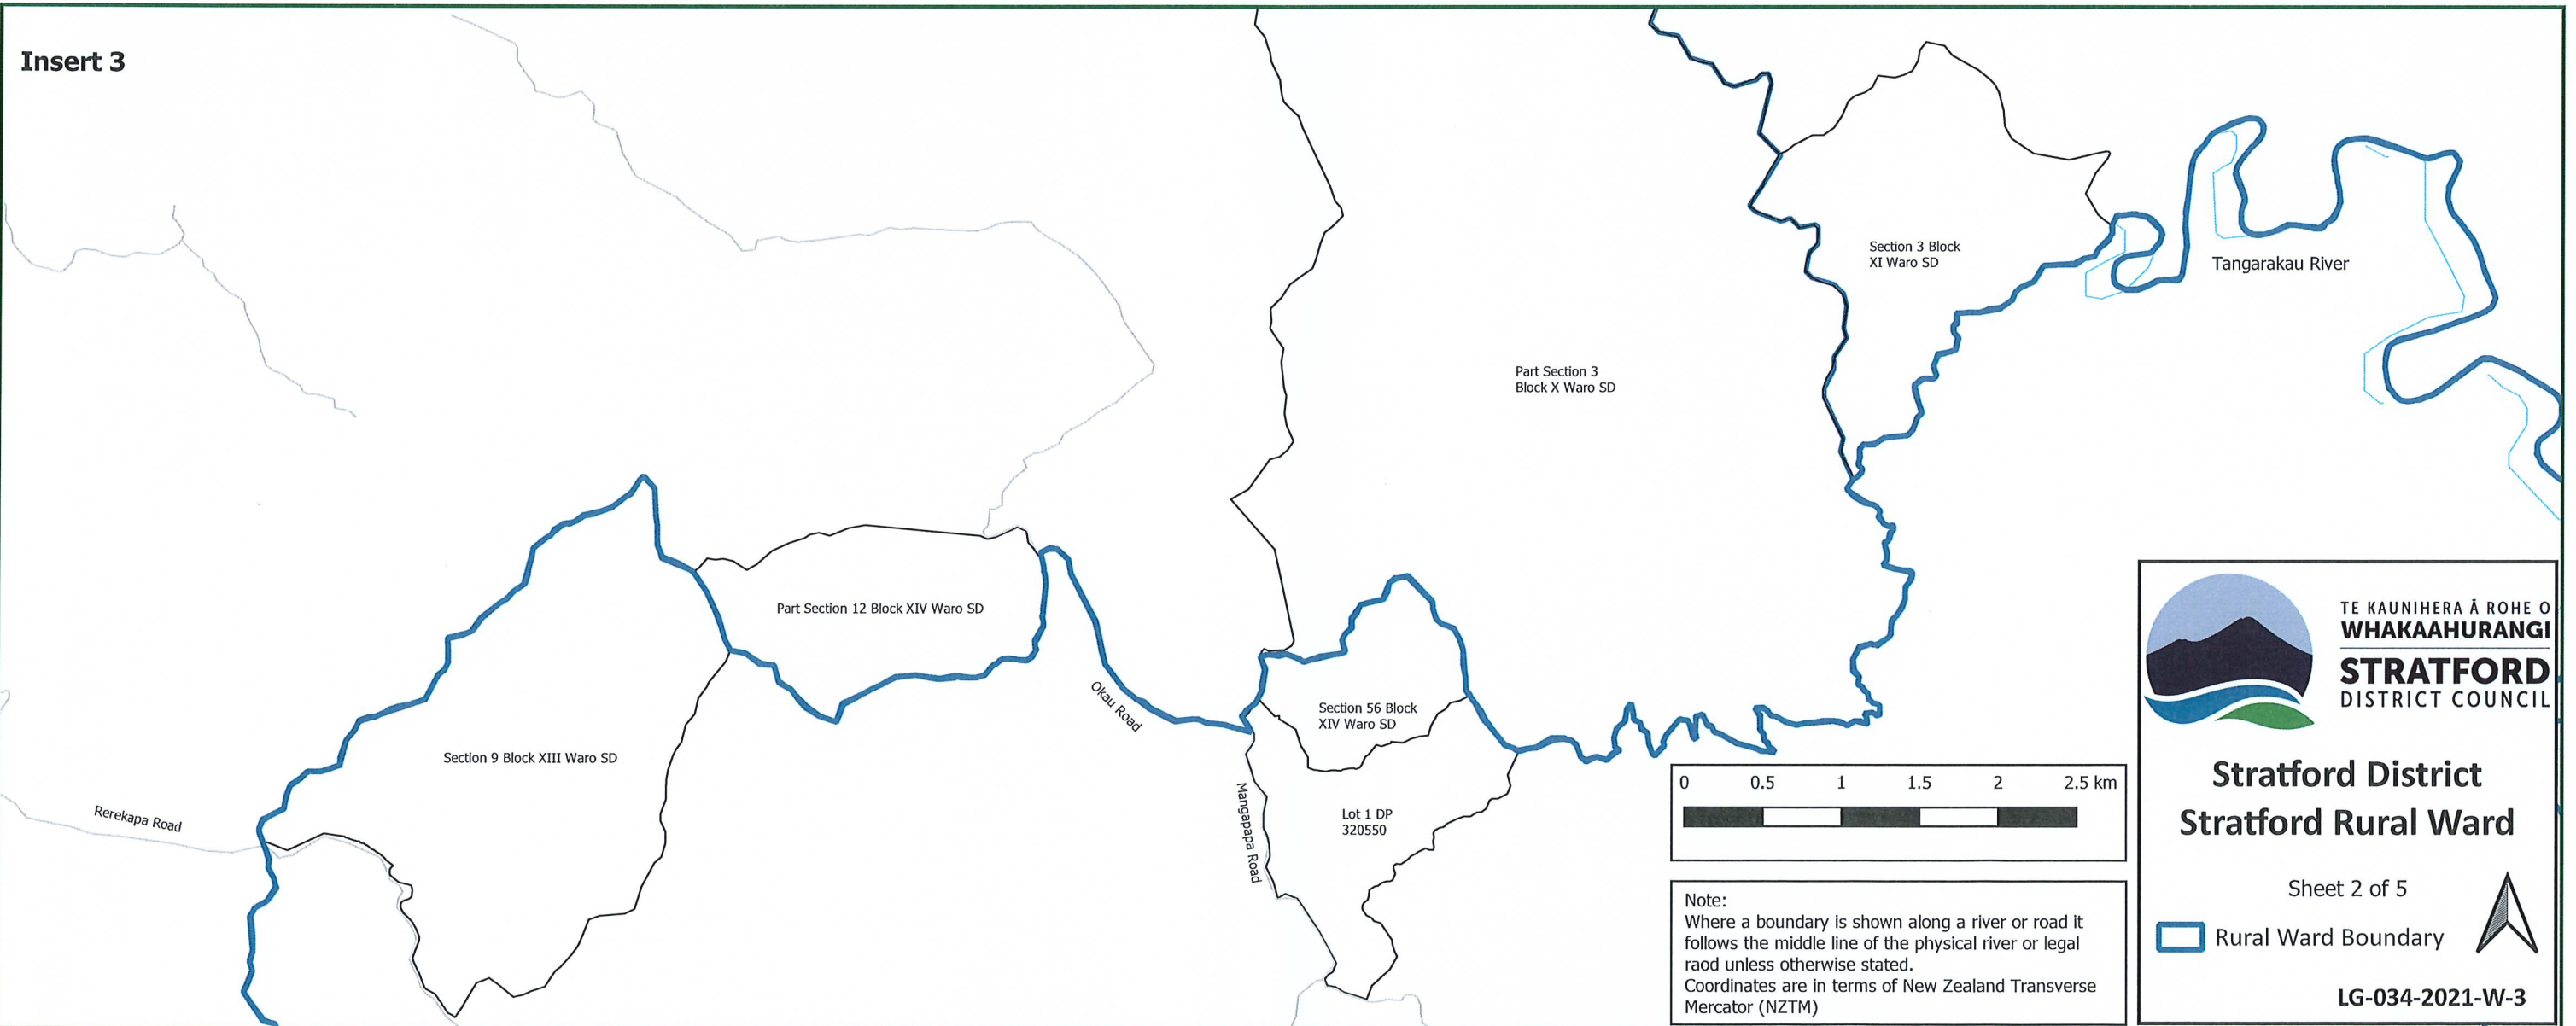 Insert 3
Section 3 Block
XI Waro SD
Tangarakau River
Part Section 3
Block X Waro SD
Part Section 12 Block XIV Waro SD
Okau Road
Section 56 Block
XIV Waro SD
Section 9 Block XIII Waro SD
Rerekapa Road
Mangapapa Road
Lot 1 DP
320550
0 0.5 1 1.5 2 2.5 km
Note:
Where a boundary is shown along a river or road it
follows the middle line of the physical river or legal
raod unless otherwise stated.
Coordinates are in terms of New Zealand Transverse
Mercator (NZTM)
TE KAUNIHERA Ā ROHE O
WHAKAAHURANGI
STRATFORD
DISTRICT COUNCIL
Stratford District
Stratford Rural Ward
Sheet 2 of 5
Rural Ward Boundary
LG-034-2021-W-3